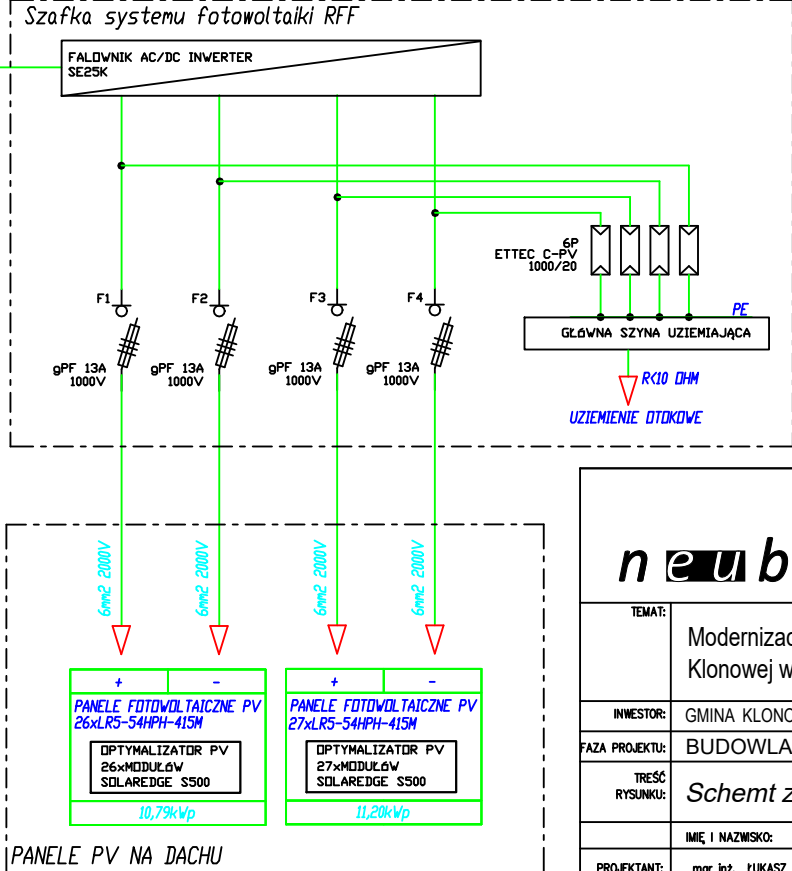 Szafka systemu fotowoltaiki RFF
FALOWNIK AC/DC INWERTER
SE25K
6P
ETTEC C-PV
1000/20
F1
F2
F3
F4
gPF 13A
1000V
gPF 13A
1000V
gPF 13A
1000V
gPF 13A
1000V
PE
GŁÓWNA SZYNA UZIEMIAJĄCA
R<10 OHM
UZIEMIENIE OTOKOWE
6mm2 2000V
6mm2 2000V
6mm2 2000V
6mm2 2000V
+ -
PANELE FOTOWOLTAICZNE PV
26xLR5-54HPH-415M
OPTYMALIZATOR PV
26xMODUŁÓW
SOLAREDGE S500
10,79kWp
+ -
PANELE FOTOWOLTAICZNE PV
27xLR5-54HPH-415M
OPTYMALIZATOR PV
27xMODUŁÓW
SOLAREDGE S500
11,20kWp
PANELE PV NA DACHU
neub
TEMAT:
Modernizac
Klonowej w
INWESTOR: GMINA KLONO
FAZA PROJEKTU: BUDOWLA
TREŚĆ
RYSUNKU:
Schemt z
IMIĘ I NAZWISKO:
PROJEKTANT: mgr inż. ŁUKASZ